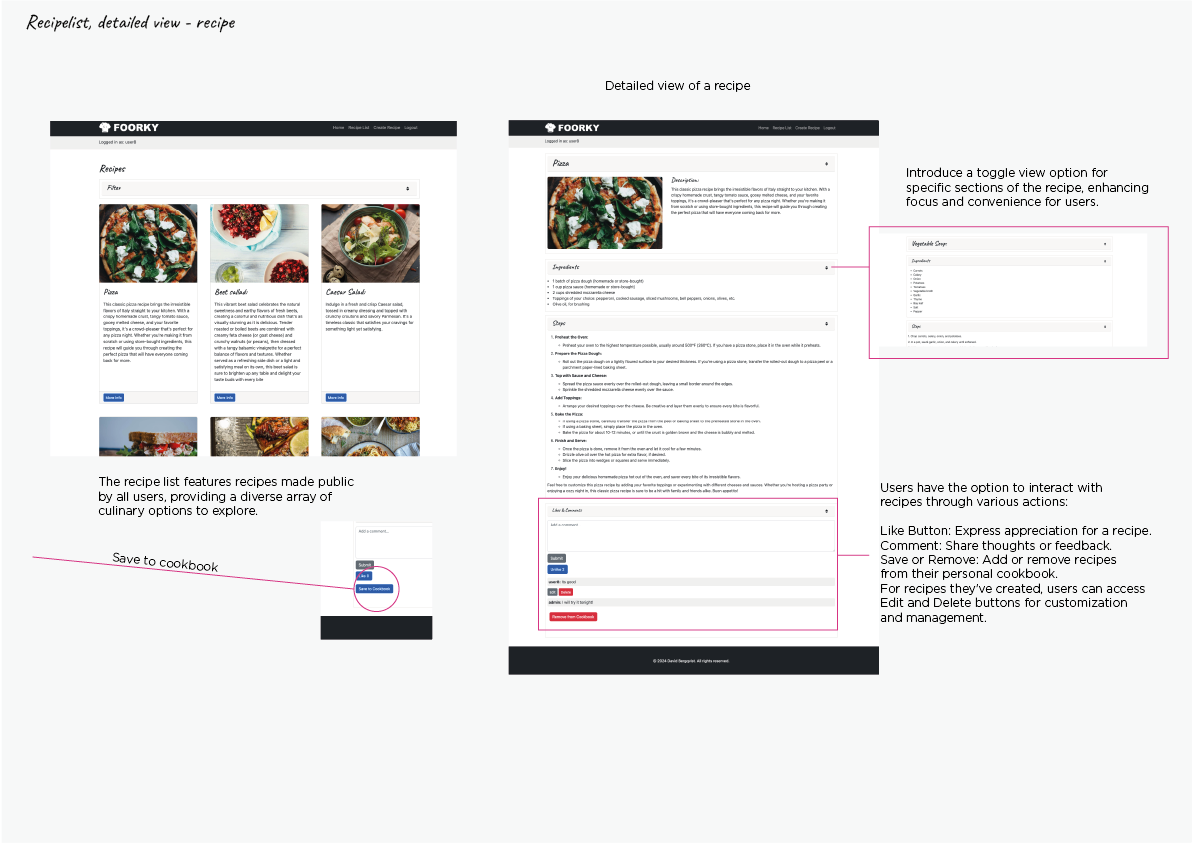 Recipelist, detailed view - recipe
Detailed view of a recipe
FOORKY
Home Recipe List Create Recipe Logout
Logged in as: user8
Recipes
Filter
Pizza
This classic pizza recipe brings the irresistible
flavors of Italy straight to your kitchen. With a
crispy homemade crust, tangy tomato sauce,
gooey melted cheese, and your favorite
toppings, it's a crowd-pleaser that's perfect for
any pizza night. Whether you're making it from
scratch or using store-bought ingredients, this
recipe will guide you through creating the
perfect pizza that will have everyone coming
back for more.
More Info
Beet sallad:
This vibrant beet salad celebrates the natural
sweetness and earthy flavors of fresh beets,
creating a colorful and nutritious dish that's as
visually stunning as it is delicious. Tender
roasted or boiled beets are combined with
creamy feta cheese (or goat cheese) and
crunchy walnuts (or pecans), then dressed
with a tangy balsamic vinaigrette for a perfect
balance of flavors and textures. Whether
served as a refreshing side dish or a light and
satisfying meal on its own, this beet salad is
sure to brighten up any table and delight your
taste buds with every bite
More Info
Caesar Salad:
Indulge in a fresh and crisp Caesar salad,
tossed in creamy dressing and topped with
crunchy croutons and savory Parmesan. It's a
timeless classic that satisfies your cravings for
something light yet satisfying.
More Info
The recipe list features recipes made public
by all users, providing a diverse array of
culinary options to explore.
Save to cookbook
Add a comment...
Submit
Like 0
Save to Cookbook
FOORKY
Home Recipe List Create Recipe Logout
Logged in as: user8
Pizza
Description:
This classic pizza recipe brings the irresistible flavors of Italy straight to your kitchen. With a
crispy homemade crust, tangy tomato sauce, gooey melted cheese, and your favorite
toppings, it's a crowd-pleaser that's perfect for any pizza night. Whether you're making it
from scratch or using store-bought ingredients, this recipe will guide you through creating
the perfect pizza that will have everyone coming back for more.
Ingredients
1 batch of pizza dough (homemade or store-bought)
1 cup pizza sauce (homemade or store-bought)
2 cups shredded mozzarella cheese
Toppings of your choice: pepperoni, cooked sausage, sliced mushrooms, bell peppers, onions, olives, etc.
Olive oil, for brushing
Steps
1. Preheat the Oven:
Preheat your oven to the highest temperature possible, usually around 500°F (260°C). If you have a pizza stone, place it in the oven while it preheats.
2. Prepare the Pizza Dough:
Roll out the pizza dough on a lightly floured surface to your desired thickness. If you're using a pizza stone, transfer the rolled-out dough to a pizza peel or a
parchment paper-lined baking sheet.
3. Top with Sauce and Cheese:
Spread the pizza sauce evenly over the rolled-out dough, leaving a small border around the edges.
Sprinkle the shredded mozzarella cheese evenly over the sauce.
4. Add Toppings:
Arrange your desired toppings over the cheese. Be creative and layer them evenly to ensure every bite is flavorful.
5. Bake the Pizza:
If using a pizza stone, carefully transfer the pizza from the peel or baking sheet to the preheated stone in the oven.
If using a baking sheet, simply place the pizza in the oven.
Bake the pizza for about 10-12 minutes, or until the crust is golden brown and the cheese is bubbly and melted.
6. Finish and Serve:
Once the pizza is done, remove it from the oven and let it cool for a few minutes.
Drizzle olive oil over the hot pizza for extra flavor, if desired.
Slice the pizza into wedges or squares and serve immediately.
7. Enjoy!
Enjoy your delicious homemade pizza hot out of the oven, and savor every bite of its irresistible flavors.
Feel free to customize this pizza recipe by adding your favorite toppings or experimenting with different cheeses and sauces. Whether you're hosting a pizza party or
enjoying a cozy night in, this classic pizza recipe is sure to be a hit with family and friends alike. Buon appetito!
Likes & Comments
Add a comment
Submit
Unlike 2
user8: Its good
Edit Delete
admin: I will try it tonight!
Remove from Cookbook
© 2024 David Bergqvist. All rights reserved.
Introduce a toggle view option for
specific sections of the recipe, enhancing
focus and convenience for users.
Vegetable Soup
Ingredients
Steps
Users have the option to interact with
recipes through various actions:
Like Button: Express appreciation for a recipe.
Comment: Share thoughts or feedback.
Save or Remove: Add or remove recipes
from their personal cookbook.
For recipes they've created, users can access
Edit and Delete buttons for customization
and management.